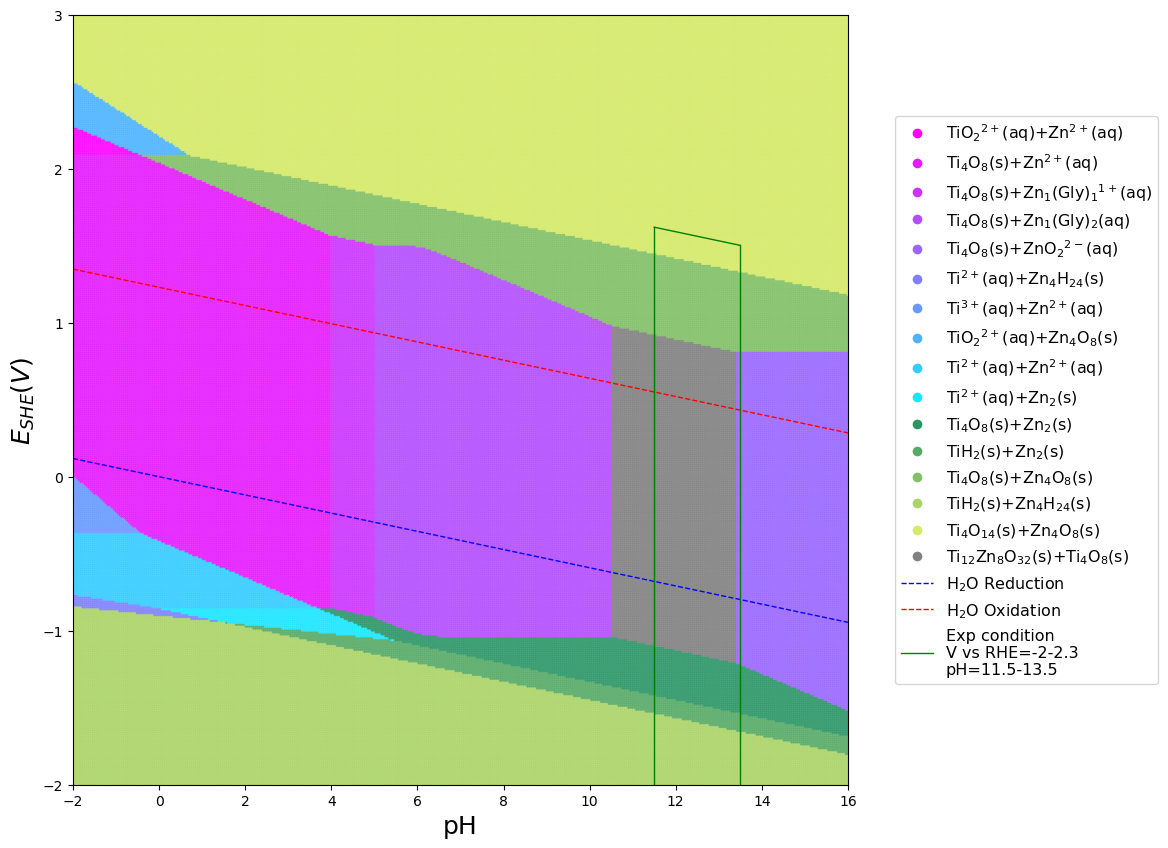 3
2
1
0
−1
−2
E_{SHE}(V)
−2
0
2
4
6
8
10
12
14
16
pH
TiO₂²⁺(aq)+Zn²⁺(aq)
Ti₄O₈(s)+Zn²⁺(aq)
Ti₄O₈(s)+Zn₁(Gly)₁¹⁺(aq)
Ti₄O₈(s)+Zn₁(Gly)₂(aq)
Ti₄O₈(s)+ZnO₂²⁻(aq)
Ti²⁺(aq)+Zn₄H₂₄(s)
Ti³⁺(aq)+Zn²⁺(aq)
TiO₂²⁺(aq)+Zn₄O₈(s)
Ti²⁺(aq)+Zn²⁺(aq)
Ti²⁺(aq)+Zn₂(s)
Ti₄O₈(s)+Zn₂(s)
TiH₂(s)+Zn₂(s)
Ti₄O₈(s)+Zn₄O₈(s)
TiH₂(s)+Zn₄H₂₄(s)
Ti₄O₁₄(s)+Zn₄O₈(s)
Ti₁₂Zn₈O₃₂(s)+Ti₄O₈(s)
H₂O Reduction
H₂O Oxidation
Exp condition
V vs RHE=-2-2.3
pH=11.5-13.5